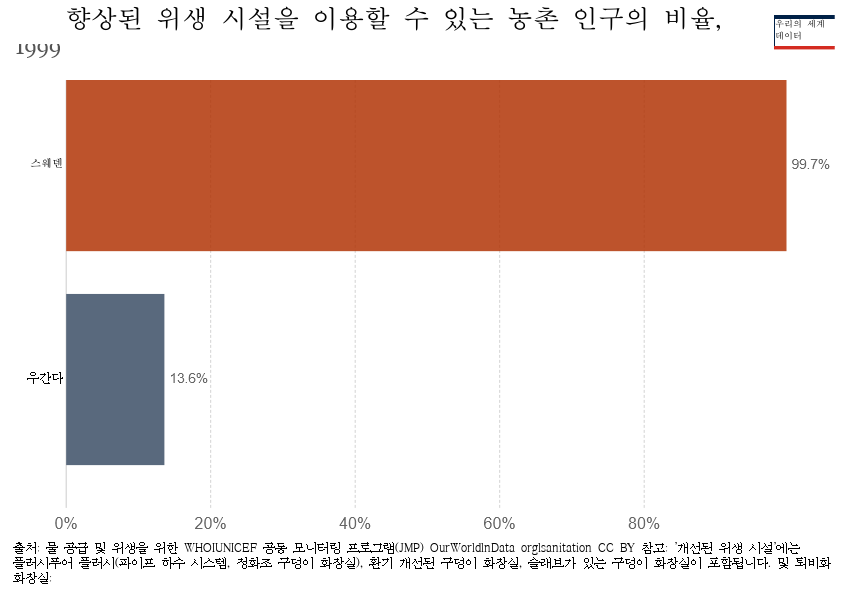 향상된 위생 시설을 이용할 수 있는 농촌 인구의 비율,
1999
우리의 세계
데이터
스웨덴
99.7%
우간다
13.6%
0%
20%
40%
60%
80%
출처: 물 공급 및 위생을 위한 WHOIUNICEF 공동 모니터링 프로그램(JMP) OurWorldInData orglsanitation CC BY 참고: '개선된 위생 시설'에는
플러시푸어 플러시(파이프 하수 시스템, 정화조 구덩이 화장실), 환기 개선된 구덩이 화장실, 슬래브가 있는 구덩이 화장실이 포함됩니다. 및 퇴비화
화장실: